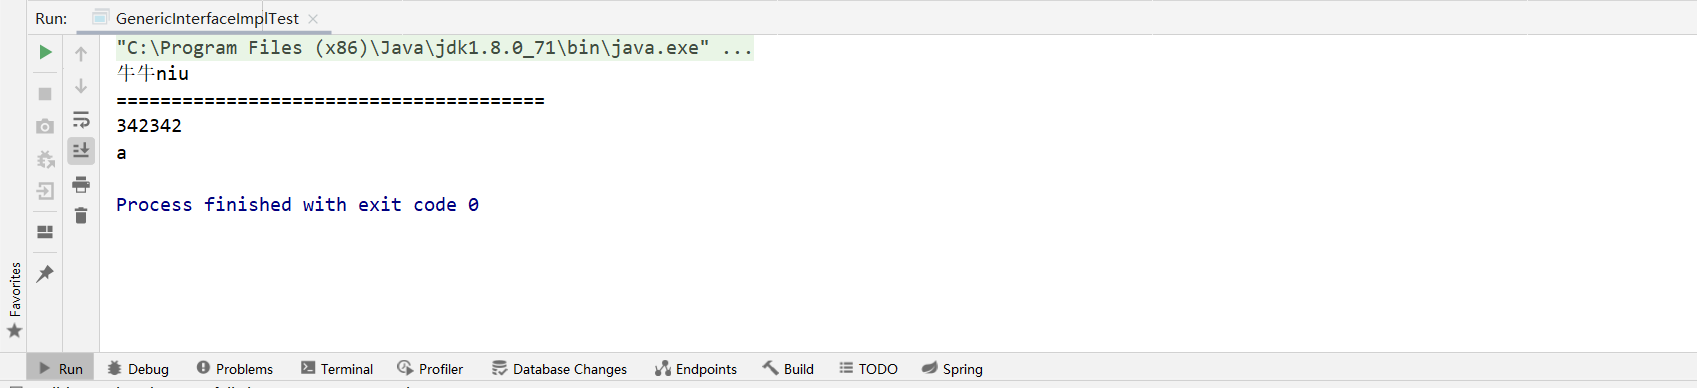 Run: GenericInterfaceImplTest
"C:\Program Files (x86)\Java\jdk1.8.0_71\bin\java.exe" ...
牛牛niu
=======================================
342342
a
Process finished with exit code 0
Favorites
Run Debug Problems Terminal Profiler Database Changes Endpoints Build TODO Spring